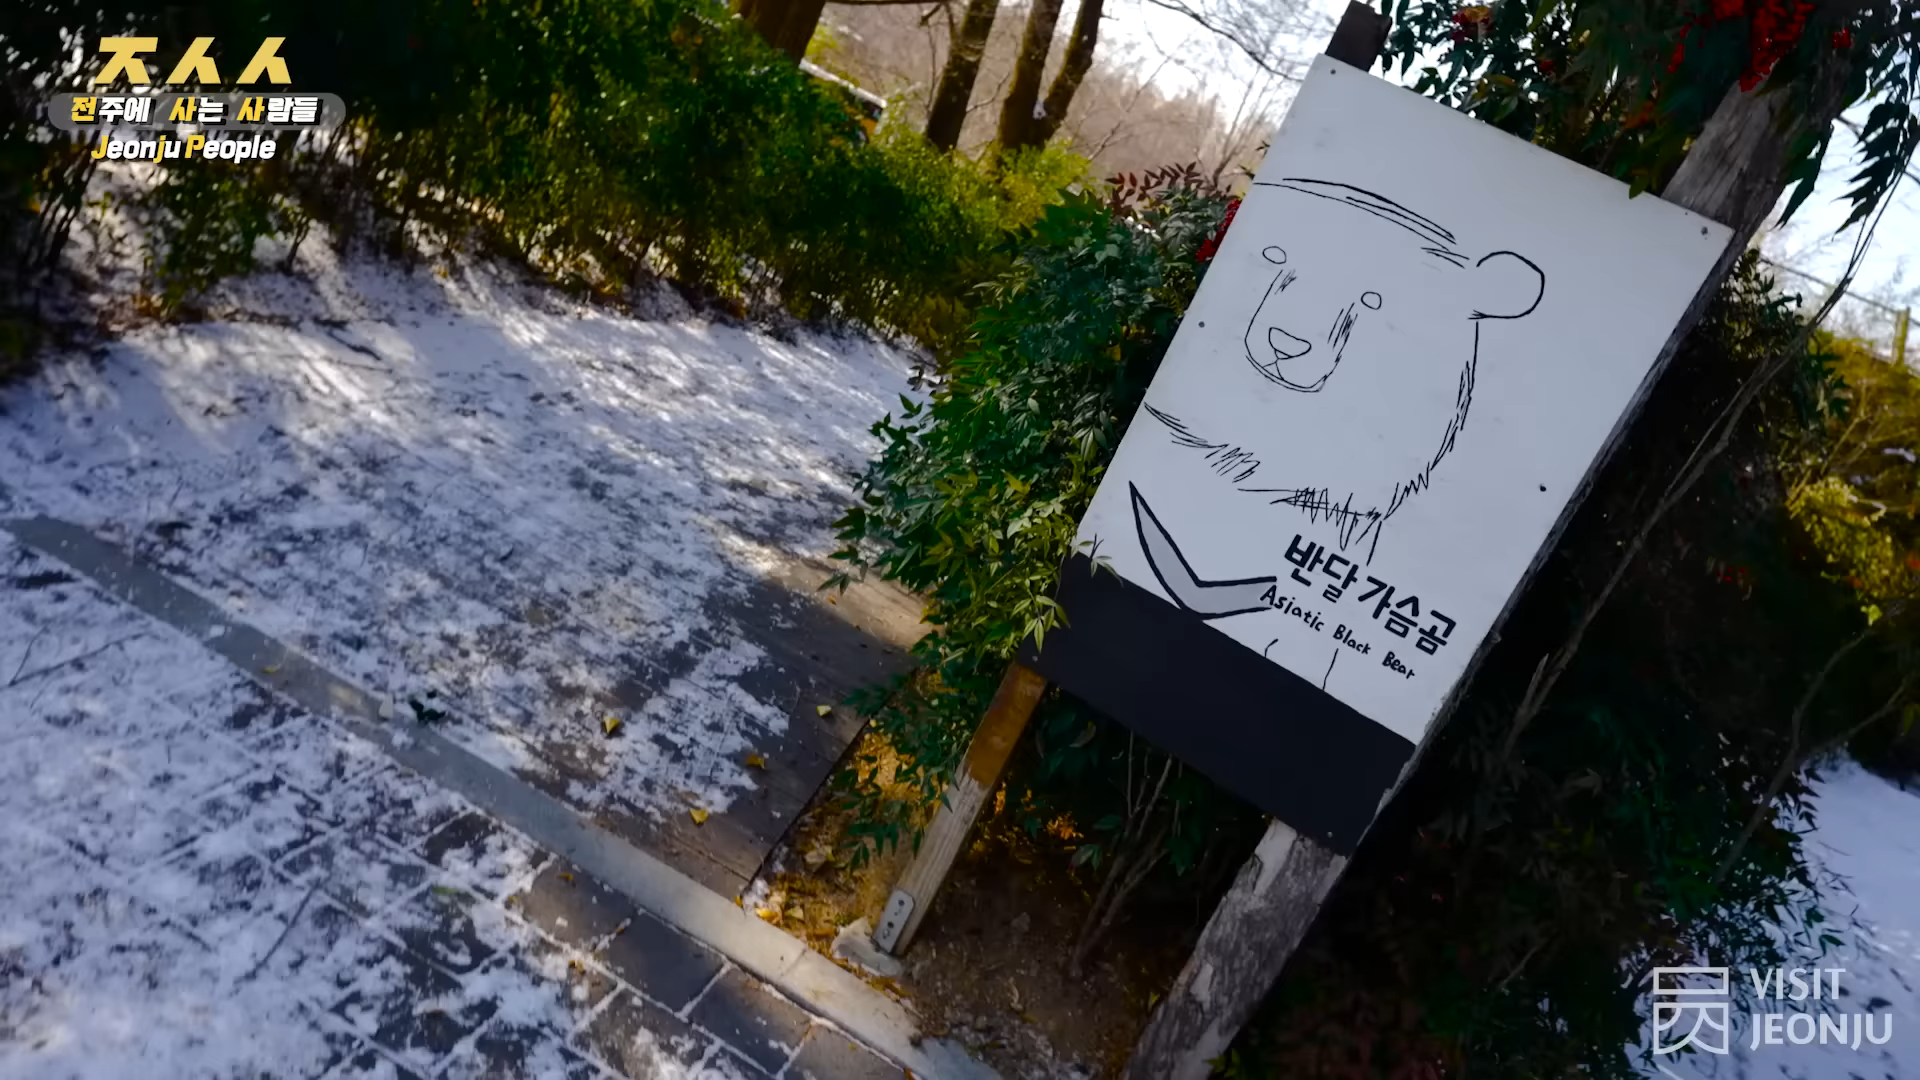 ㅈㅅㅅ
전주에 사는 사람들
Jeonju People
반달가슴곰
Asiatic Black Bear
VISIT
JEONJU